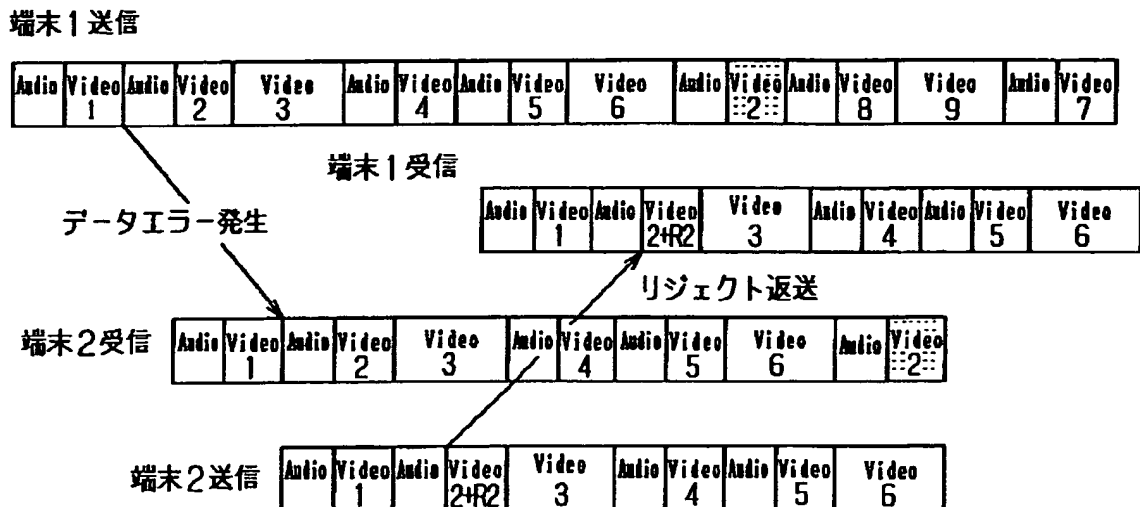 端末1送信
Audio Video Audio Video Video Audio Video Audio Video Video Audio Video Audio Video Video Audio Video
1 2 3 4 5 6 2 8 9 7
端末1受信
Audio Video Audio Video Video Audio Video Audio Video Video
1 2+R2 3 4 5 6
データエラー発生
リジェクト返送
端末2受信
Audio Video Audio Video Video Audio Video Audio Video Video Audio Video
1 2 3 4 5 6 2
端末2送信
Audio Video Audio Video Video Audio Video Audio Video Video
1 2+R2 3 4 5 6